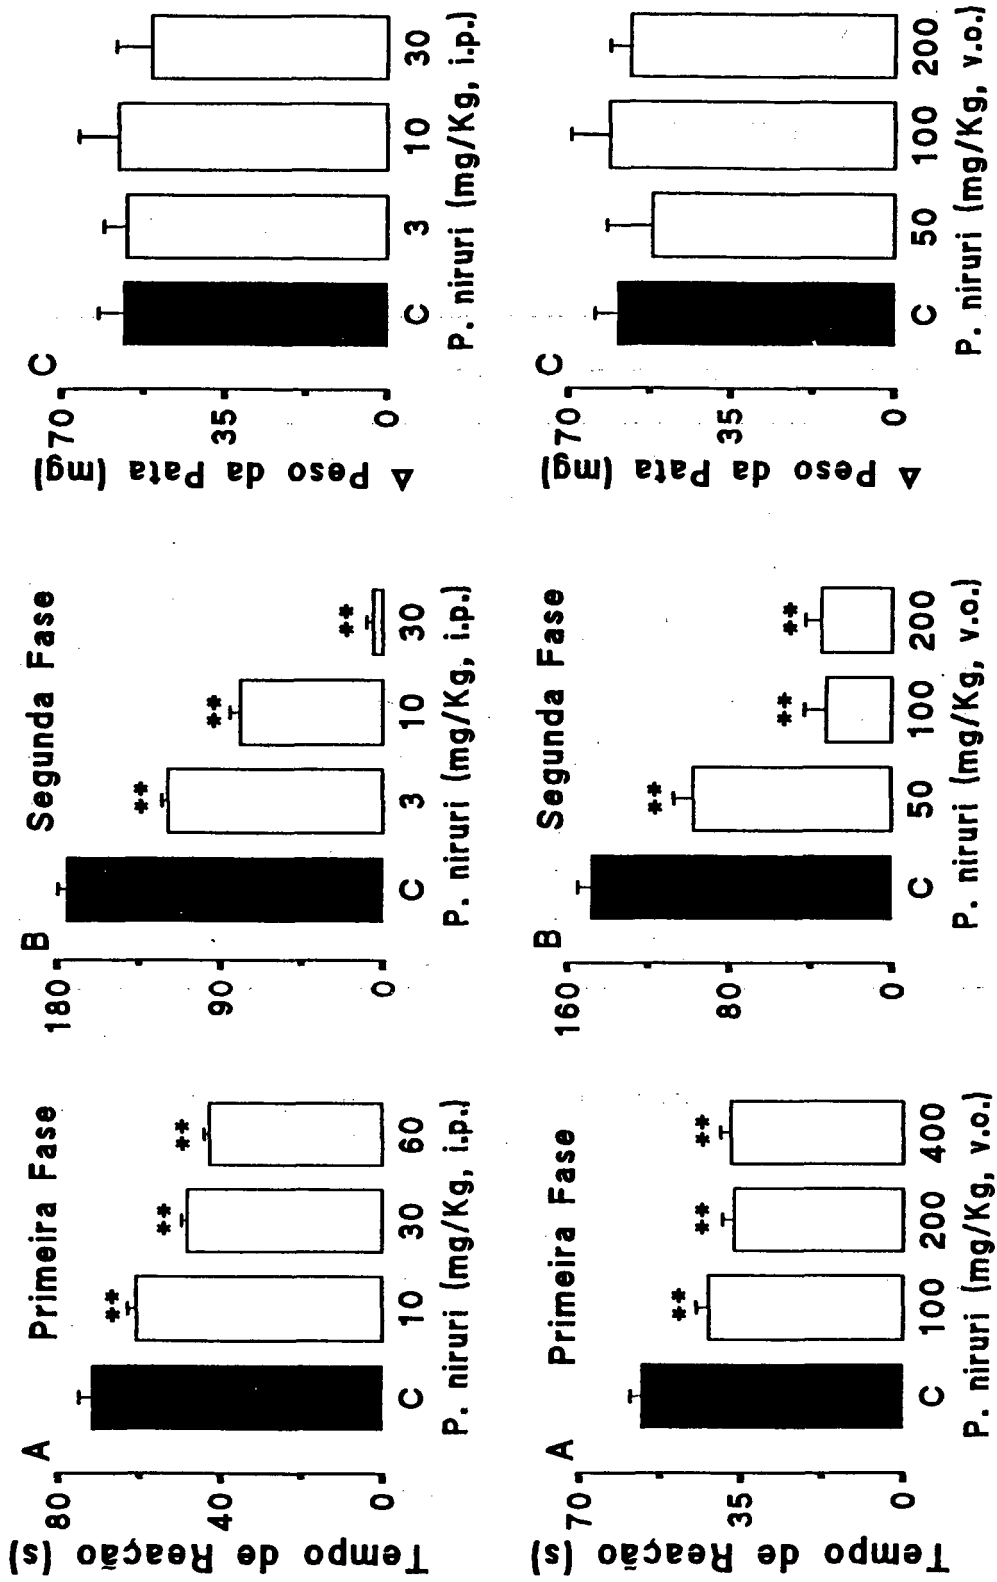 A
Primeira Fase
Tempo de Reação (s)
80
40
0
**
**
**
C 10 30 60
P. niruri (mg/Kg, i.p.)
B
Segunda Fase
180
90
0
**
**
**
C 3 10 30
P. niruri (mg/Kg, i.p.)
C
Δ Peso da Pata (mg)
70
35
0
C 3 10 30
P. niruri (mg/Kg, i.p.)
A
Primeira Fase
Tempo de Reação (s)
70
35
0
**
**
**
C 100 200 400
P. niruri (mg/Kg, v.o.)
B
Segunda Fase
160
80
0
**
**
**
C 50 100 200
P. niruri (mg/Kg, v.o.)
C
Δ Peso da Pata (mg)
70
35
0
C 50 100 200
P. niruri (mg/Kg, v.o.)